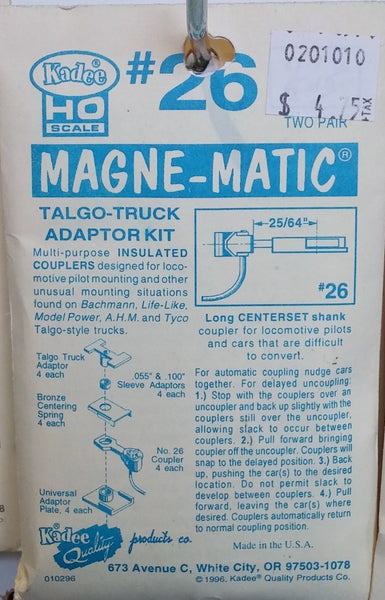 Kadee®
HO
SCALE
#26
0201010
$ 4.75 TAX
TWO PAIR
MAGNE-MATIC®
TALGO-TRUCK
ADAPTOR KIT
Multi-purpose INSULATED
COUPLERS designed for loco-
motive pilot mounting and other
unusual mounting situations
found on Bachmann, Life-Like,
Model Power, A.H.M. and Tyco
Talgo-style trucks.
25/64"
#26
Long CENTERSET shank
coupler for locomotive pilots
and cars that are difficult
to convert.
Talgo Truck
Adaptor
4 each
.055" & .100"
Sleeve Adaptors
4 each
Bronze
Centering
Spring
4 each
No. 26
Coupler
4 each
Universal
Adaptor
Plate, 4 each
For automatic coupling nudge cars
together. For delayed uncoupling:
1.) Stop with the couplers over an
uncoupler and back up slightly with the
couplers still over the uncoupler,
allowing slack to occur between
couplers. 2.) Pull forward bringing
coupler off the uncoupler. Couplers will
snap to the delayed position. 3.) Back
up, pushing the car(s) to the desired
location. Do not permit slack to
develop between couplers. 4.) Pull
forward, leaving the car(s) where
desired. Couplers automatically return
to normal coupling position.
Kadee
Quality products co.
Made in the U.S.A.
673 Avenue C, White City, OR 97503-1078
010296
©1996, Kadee® Quality Products Co.